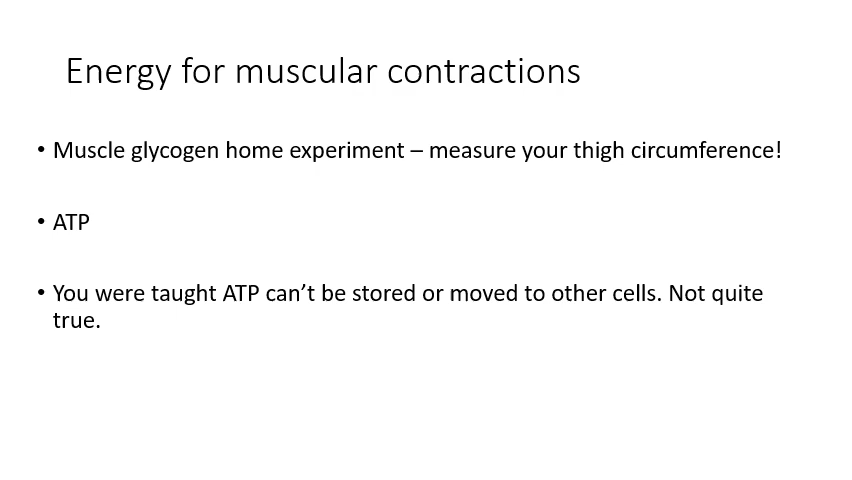 Energy for muscular contractions
• Muscle glycogen home experiment – measure your thigh circumference!
• ATP
• You were taught ATP can’t be stored or moved to other cells. Not quite
true.